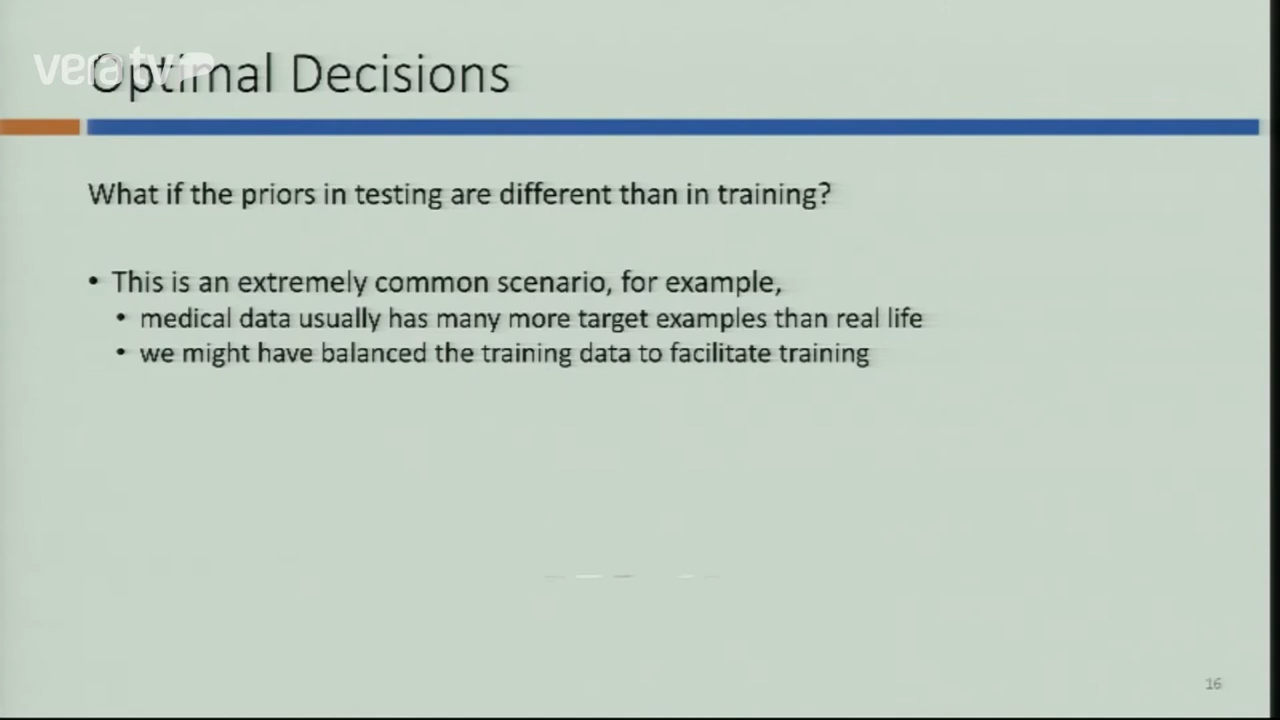 vera tv
Optimal Decisions
What if the priors in testing are different than in training?
• This is an extremely common scenario, for example,
• medical data usually has many more target examples than real life
• we might have balanced the training data to facilitate training
16